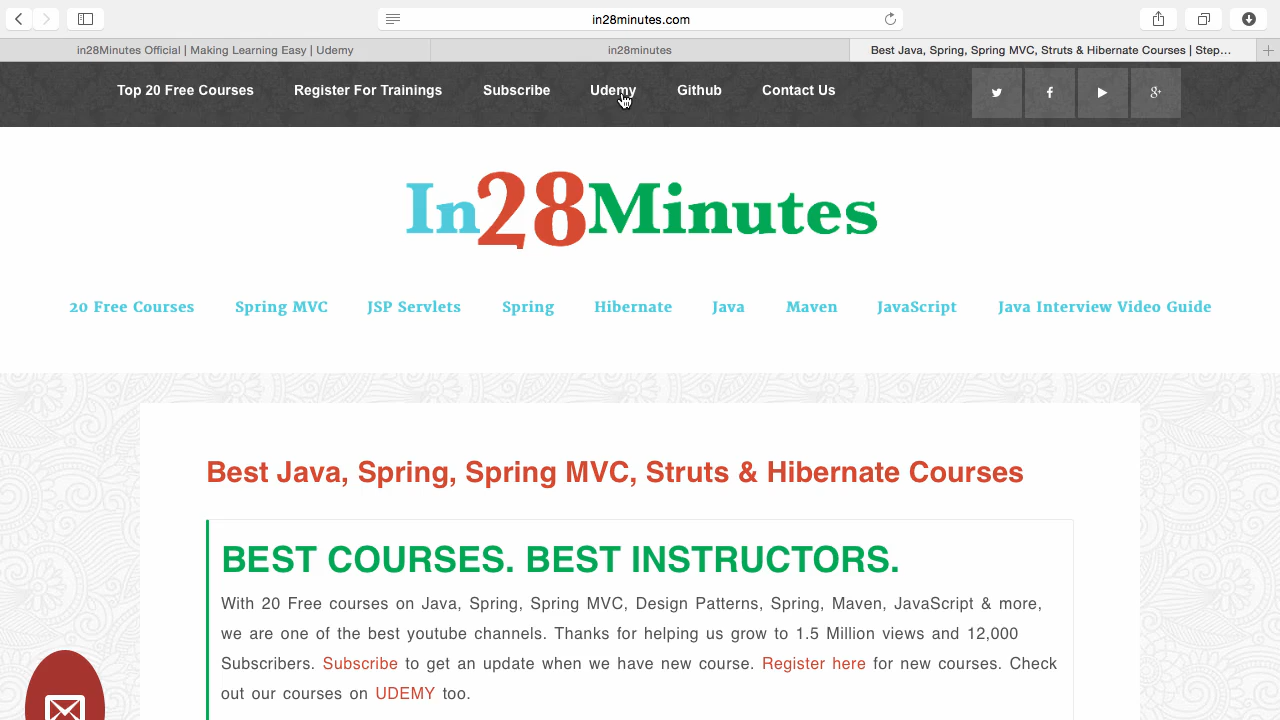 in28minutes.com
in28Minutes Official | Making Learning Easy | Udemy
in28minutes
Best Java, Spring, Spring MVC, Struts & Hibernate Courses | Step...
Top 20 Free Courses
Register For Trainings
Subscribe
Udemy
Github
Contact Us
In28Minutes
20 Free Courses
Spring MVC
JSP Servlets
Spring
Hibernate
Java
Maven
JavaScript
Java Interview Video Guide
Best Java, Spring, Spring MVC, Struts & Hibernate Courses
BEST COURSES. BEST INSTRUCTORS.
With 20 Free courses on Java, Spring, Spring MVC, Design Patterns, Spring, Maven, JavaScript & more,
we are one of the best youtube channels. Thanks for helping us grow to 1.5 Million views and 12,000
Subscribers. Subscribe to get an update when we have new course. Register here for new courses. Check
out our courses on UDEMY too.